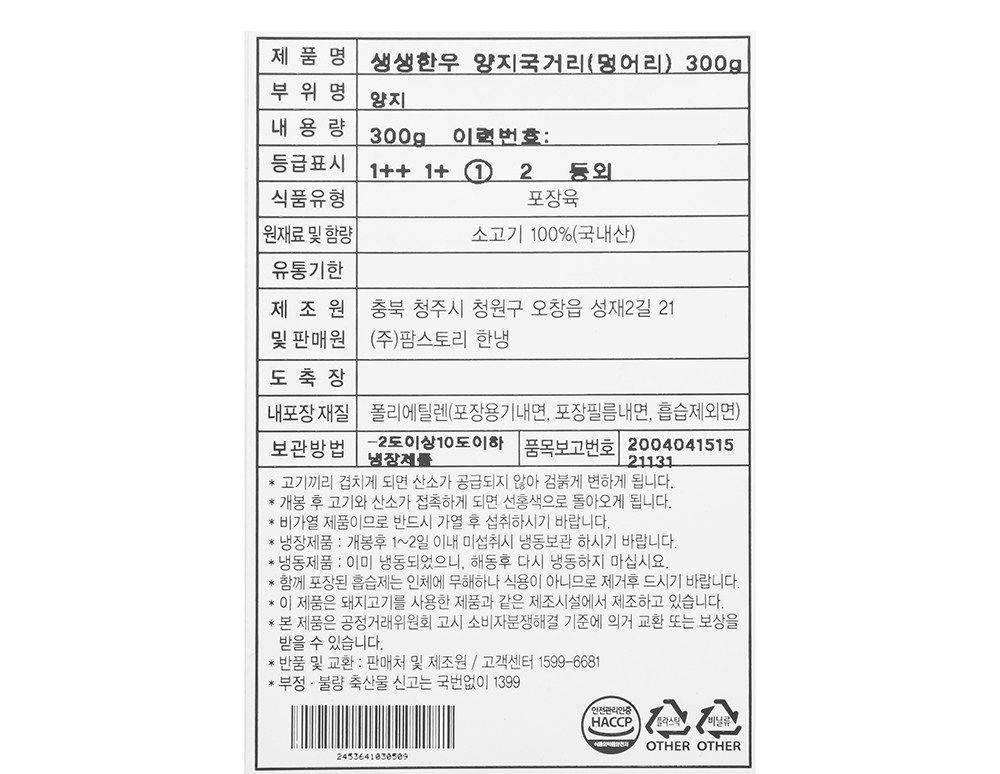 제 품 명 생생한우 양지국거리(덩어리) 300g
부 위 명 양지
내 용 량 300g 이력번호:
등급표시 1++ 1+ ① 2 등외
식품유형 포장육
원재료 및 함량 소고기 100%(국내산)
유통기한
제 조 원 충북 청주시 청원구 오창읍 성재2길 21
및 판매원 (주)팜스토리 한냉
도 축 장
내포장 재질 폴리에틸렌(포장용기내면, 포장필름내면, 흡습제외면)
보관방법 -2도이상10도이하 품목보고번호 2004041515
냉장제품 21131
* 고기끼리 겹치게 되면 산소가 공급되지 않아 검붉게 변하게 됩니다.
* 개봉 후 고기와 산소가 접촉하게 되면 선홍색으로 돌아오게 됩니다.
* 비가열 제품이므로 반드시 가열 후 섭취하시기 바랍니다.
* 냉장제품 : 개봉후 1~2일 이내 미섭취시 냉동보관 하시기 바랍니다.
* 냉동제품 : 이미 냉동되었으니, 해동후 다시 냉동하지 마십시요.
* 함께 포장된 흡습제는 인체에 무해하나 식용이 아니므로 제거후 드시기 바랍니다.
* 이 제품은 돼지고기를 사용한 제품과 같은 제조시설에서 제조하고 있습니다.
* 본 제품은 공정거래위원회 고시 소비자분쟁해결 기준에 의거 교환 또는 보상을
받을 수 있습니다.
* 반품 및 교환 : 판매처 및 제조원 / 고객센터 1599-6681
* 부정 · 불량 축산물 신고는 국번없이 1399
2453641030509
안전관리인증
HACCP
식품의약품안전처
플라스틱
OTHER
비닐류
OTHER